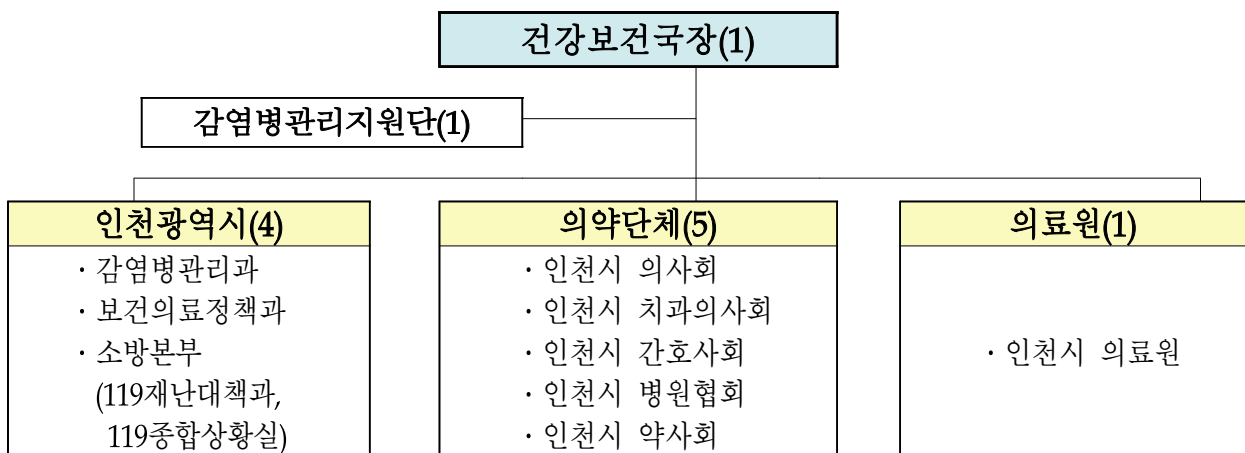 건강보건국장(1)
감염병관리지원단(1)
인천광역시(4)
· 감염병관리과
· 보건의료정책과
· 소방본부
(119재난대책과,
119종합상황실)
의약단체(5)
· 인천시 의사회
· 인천시 치과의사회
· 인천시 간호사회
· 인천시 병원협회
· 인천시 약사회
의료원(1)
· 인천시 의료원